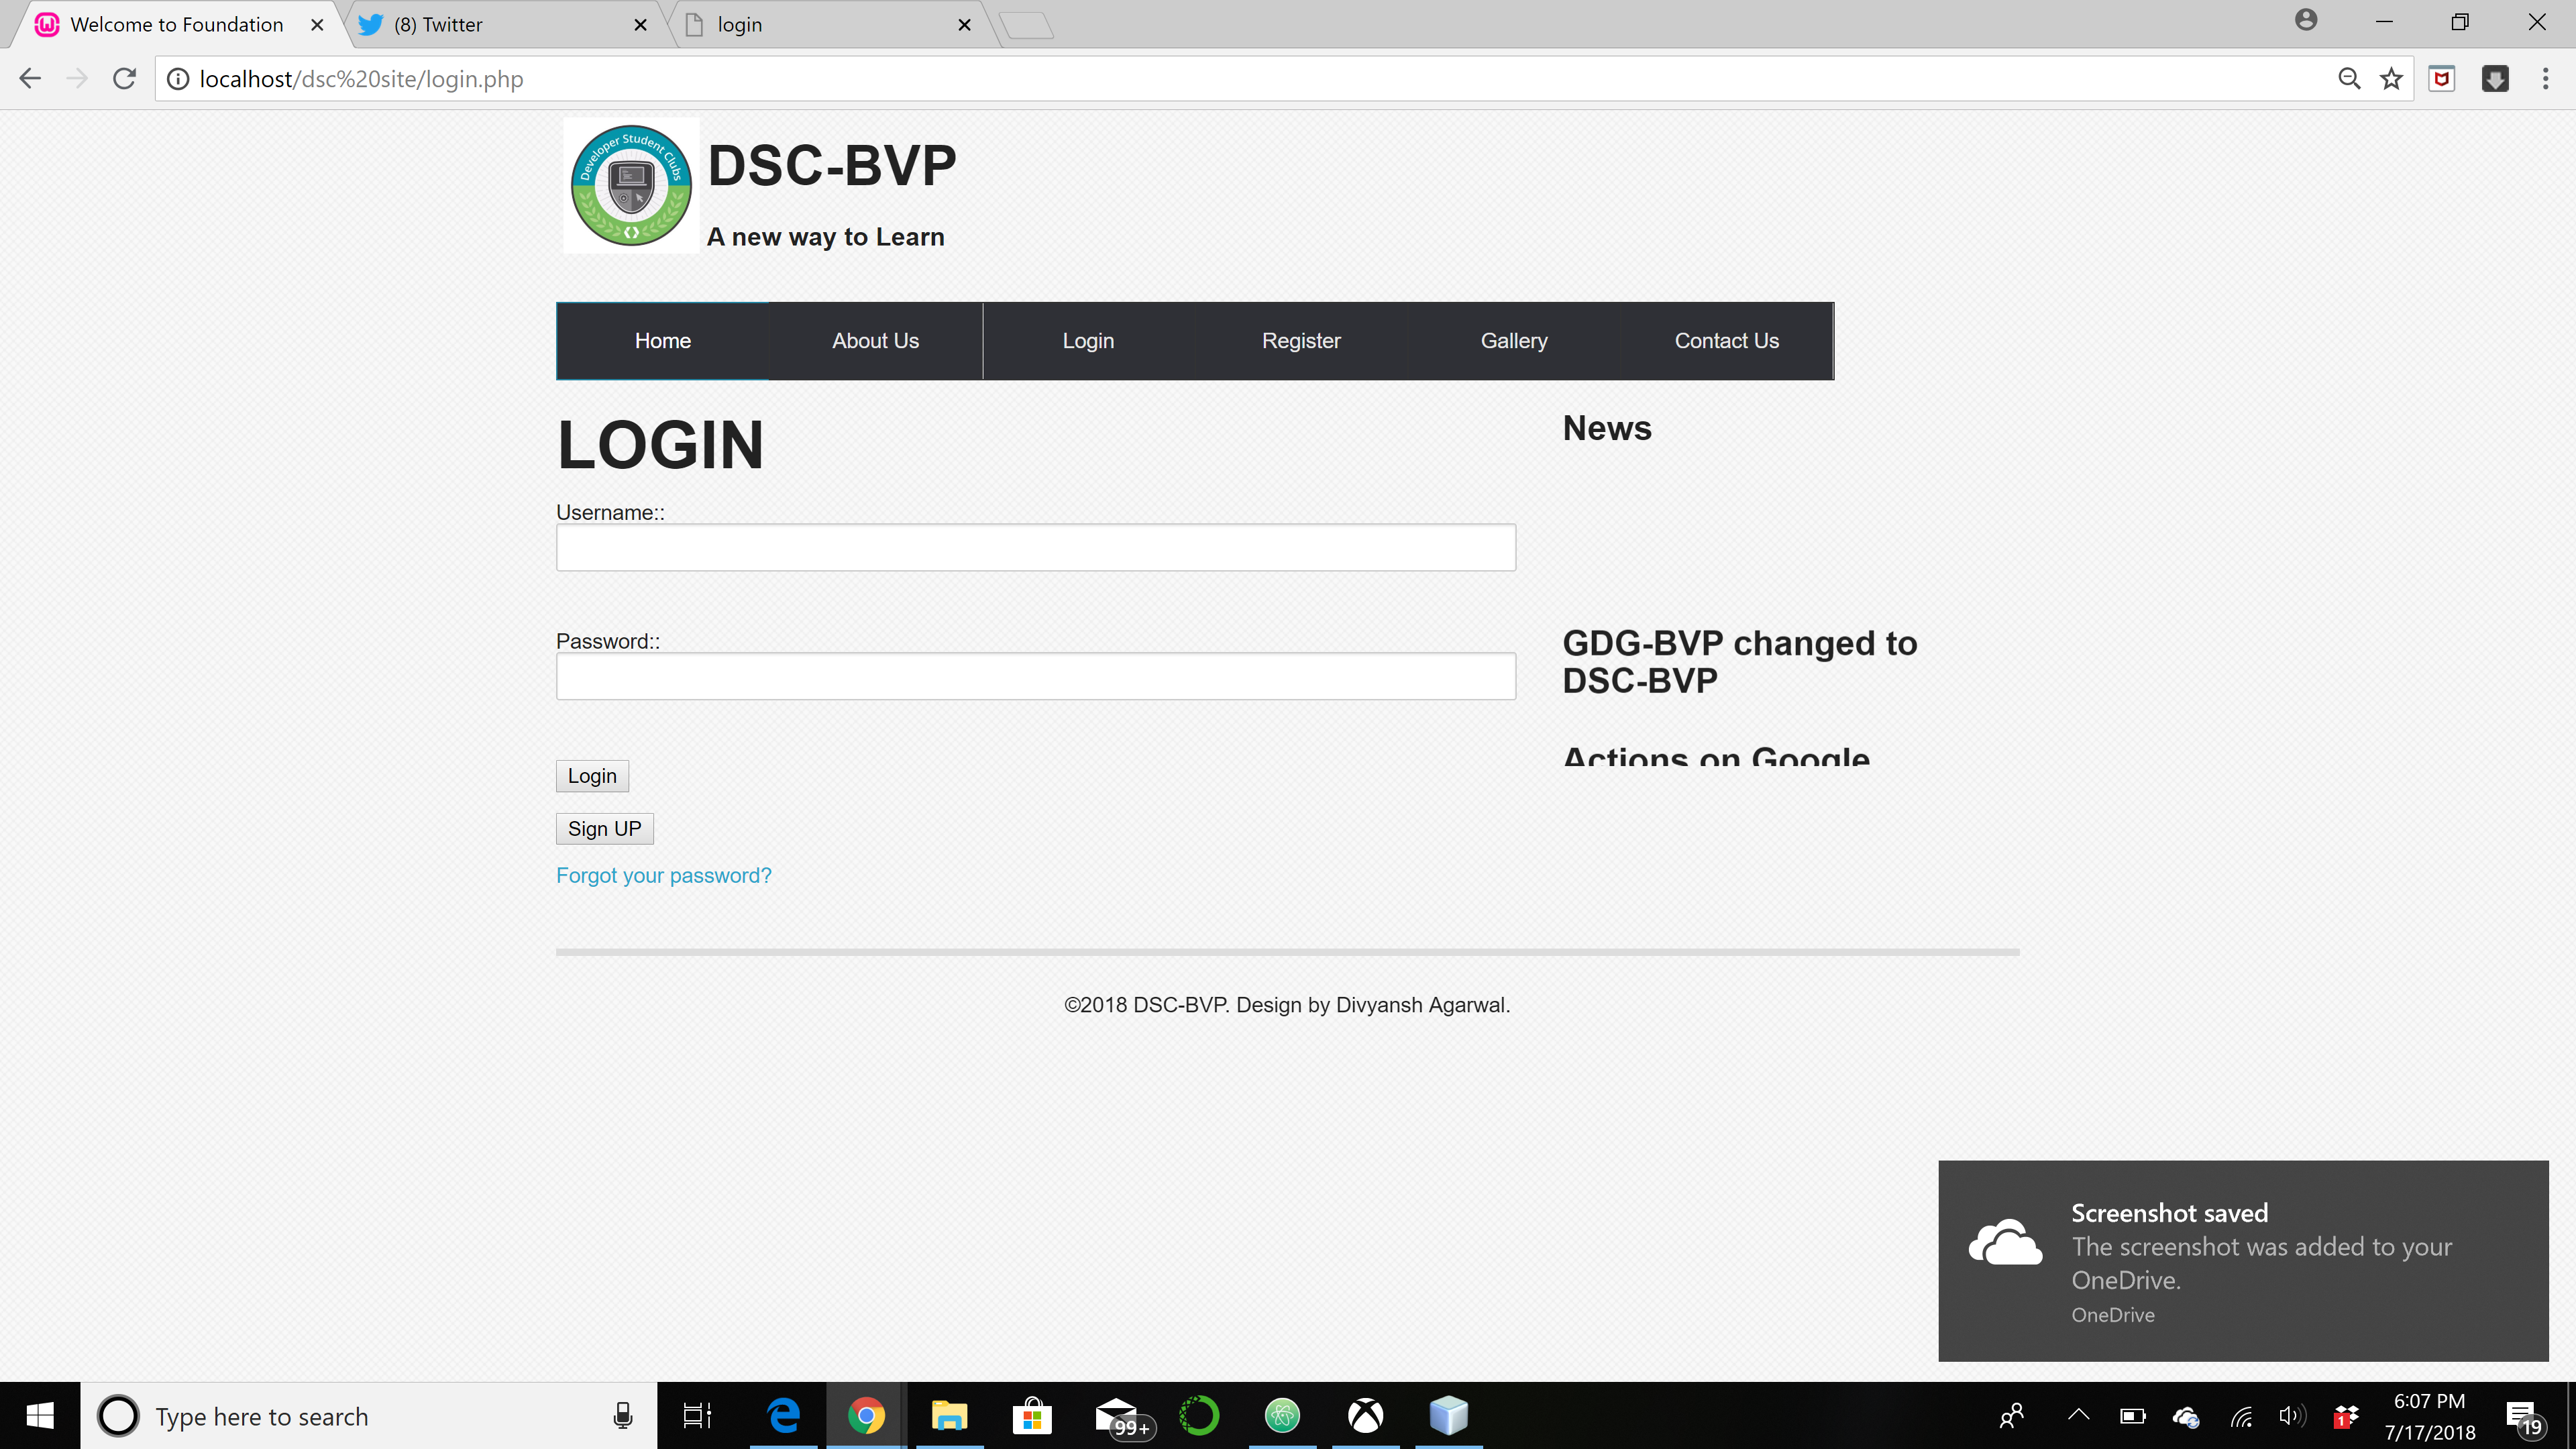 Welcome to Foundation
(8) Twitter
login
localhost/dsc%20site/login.php
Developer Student Clubs
DSC-BVP
A new way to Learn
Home
About Us
Login
Register
Gallery
Contact Us
LOGIN
Username::
Password::
Login
Sign UP
Forgot your password?
News
GDG-BVP changed to
DSC-BVP
Actions on Google
©2018 DSC-BVP. Design by Divyansh Agarwal.
Screenshot saved
The screenshot was added to your
OneDrive.
OneDrive
Type here to search
99+
1
6:07 PM
7/17/2018
19